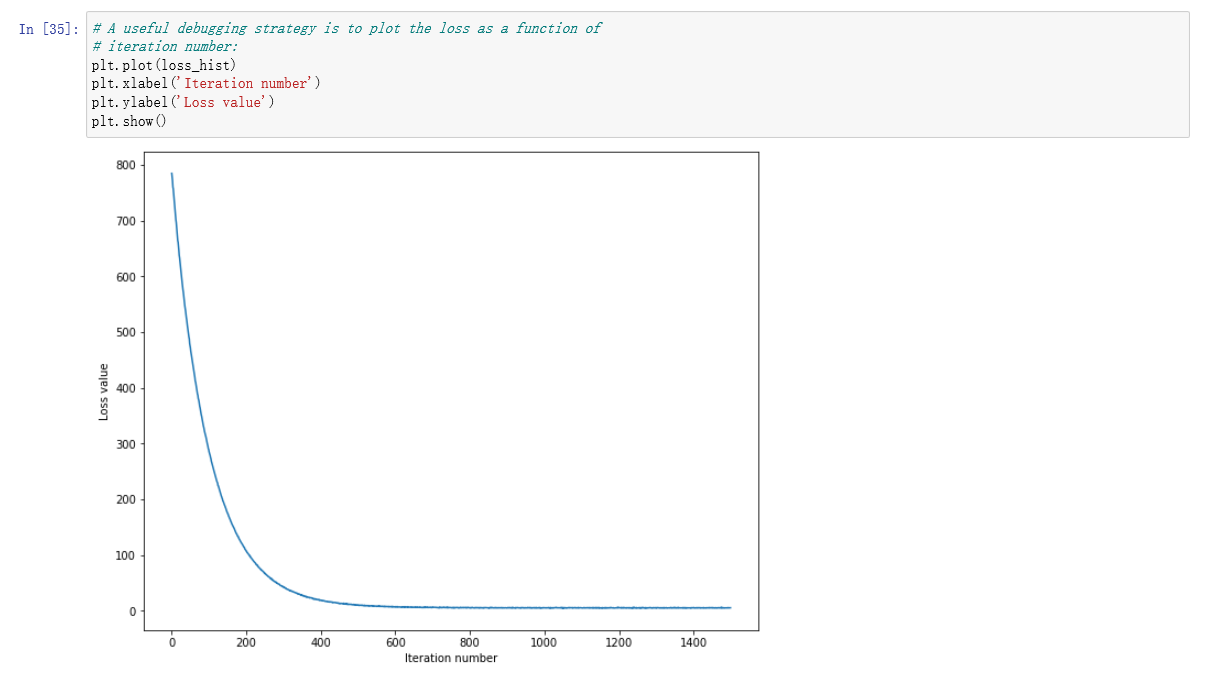 In [35]:
# A useful debugging strategy is to plot the loss as a function of
# iteration number:
plt.plot(loss_hist)
plt.xlabel('Iteration number')
plt.ylabel('Loss value')
plt.show()
800
700
600
500
400
300
200
100
0
Loss value
0 200 400 600 800 1000 1200 1400
Iteration number